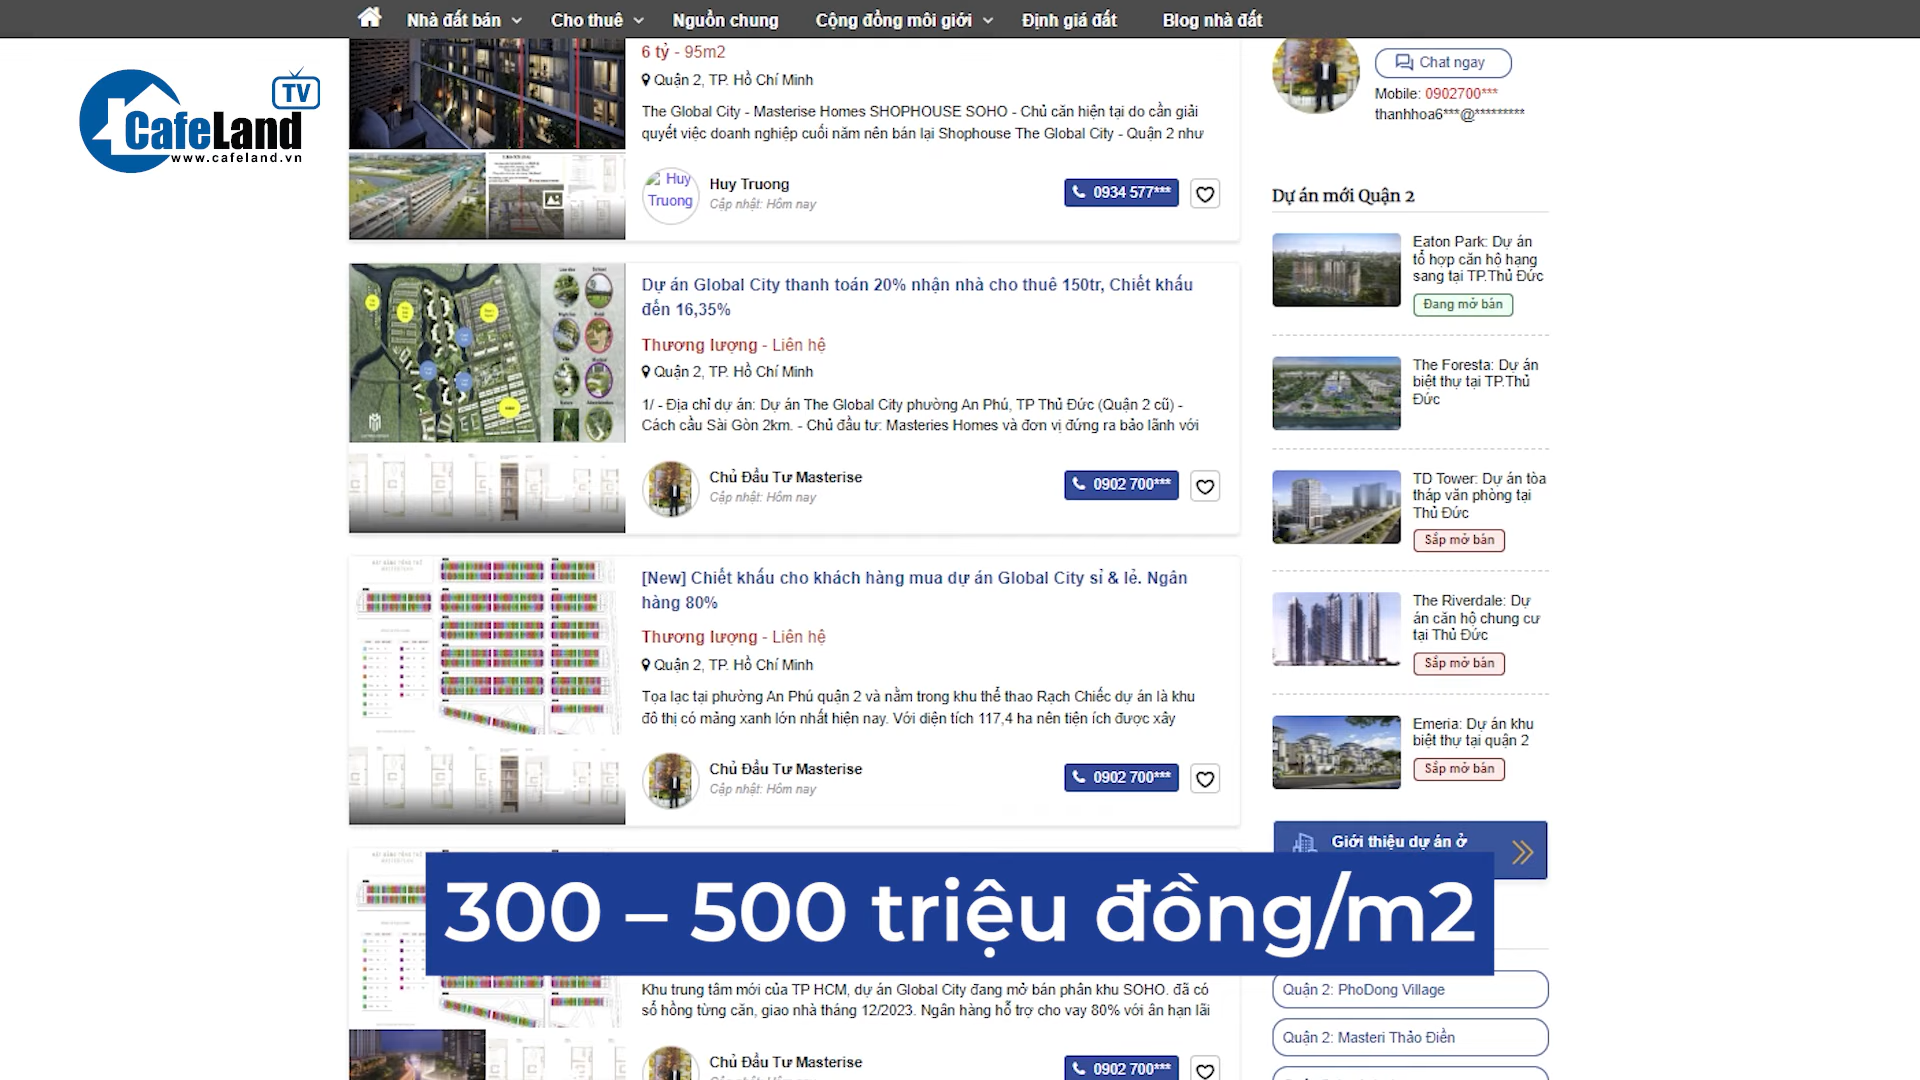 Nhà đất bán
Cho thuê
Nguồn chung
Cộng đồng môi giới
Định giá đất
Blog nhà đất
TV
CafeLand
www.cafeland.vn
6 tỷ - 95m2
Quận 2, TP. Hồ Chí Minh
The Global City - Masterise Homes SHOPHOUSE SOHO - Chủ căn hiện tại do cần giải
quyết việc doanh nghiệp cuối năm nên bán lại Shophouse The Global City - Quận 2 như
Huy
Truong
Huy Truong
Cập nhật: Hôm nay
0934 577***
Dự án Global City thanh toán 20% nhận nhà cho thuê 150tr, Chiết khấu
đến 16,35%
Thương lượng - Liên hệ
Quận 2, TP. Hồ Chí Minh
1/ - Địa chỉ dự án: Dự án The Global City phường An Phú, TP Thủ Đức (Quận 2 cũ) -
Cách cầu Sài Gòn 2km. - Chủ đầu tư: Masteries Homes và đơn vị đứng ra bảo lãnh với
Chủ Đầu Tư Masterise
Cập nhật: Hôm nay
0902 700***
[New] Chiết khấu cho khách hàng mua dự án Global City sỉ & lẻ. Ngân
hàng 80%
Thương lượng - Liên hệ
Quận 2, TP. Hồ Chí Minh
Tọa lạc tại phường An Phú quận 2 và nằm trong khu thể thao Rạch Chiếc dự án là khu
đô thị có mảng xanh lớn nhất hiện nay. Với diện tích 117,4 ha nên tiện ích được xây
Chủ Đầu Tư Masterise
Cập nhật: Hôm nay
0902 700***
300 – 500 triệu đồng/m2
Khu trung tâm mới của TP HCM, dự án Global City đang mở bán phân khu SOHO. đã có
sổ hồng từng căn, giao nhà tháng 12/2023. Ngân hàng hỗ trợ cho vay 80% với ân hạn lãi
Chủ Đầu Tư Masterise
0902 700***
Chat ngay
Mobile: 0902700***
thanhhoa6***@*********
Dự án mới Quận 2
Eaton Park: Dự án
tổ hợp căn hộ hạng
sang tại TP.Thủ Đức
Đang mở bán
The Foresta: Dự án
biệt thự tại TP.Thủ
Đức
TD Tower: Dự án tòa
tháp văn phòng tại
Thủ Đức
Sắp mở bán
The Riverdale: Dự
án căn hộ chung cư
tại Thủ Đức
Sắp mở bán
Emeria: Dự án khu
biệt thự tại quận 2
Sắp mở bán
Giới thiệu dự án ở
Quận 2: PhoDong Village
Quận 2: Masteri Thảo Điền